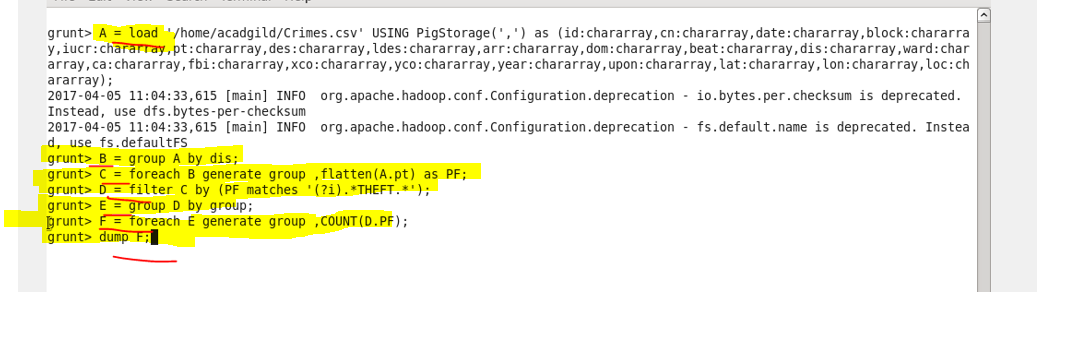 grunt> A = load '/home/acadgild/Crimes.csv' USING PigStorage(',') as (id:chararray,cn:chararray,date:chararray,block:chararra
y,iucr:chararray,pt:chararray,des:chararray,ldes:chararray,arr:chararray,dom:chararray,beat:chararray,dis:chararray,ward:char
array,ca:chararray,fbi:chararray,xco:chararray,yco:chararray,year:chararray,upon:chararray,lat:chararray,lon:chararray,loc:ch
ararray);
2017-04-05 11:04:33,615 [main] INFO  org.apache.hadoop.conf.Configuration.deprecation - io.bytes.per.checksum is deprecated.
Instead, use dfs.bytes-per-checksum
2017-04-05 11:04:33,615 [main] INFO  org.apache.hadoop.conf.Configuration.deprecation - fs.default.name is deprecated. Instea
d, use fs.defaultFS
grunt> B = group A by dis;
grunt> C = foreach B generate group ,flatten(A.pt) as PF;
grunt> D = filter C by (PF matches '(?i).*THEFT.*');
grunt> E = group D by group;
grunt> F = foreach E generate group ,COUNT(D.PF);
grunt> dump F;